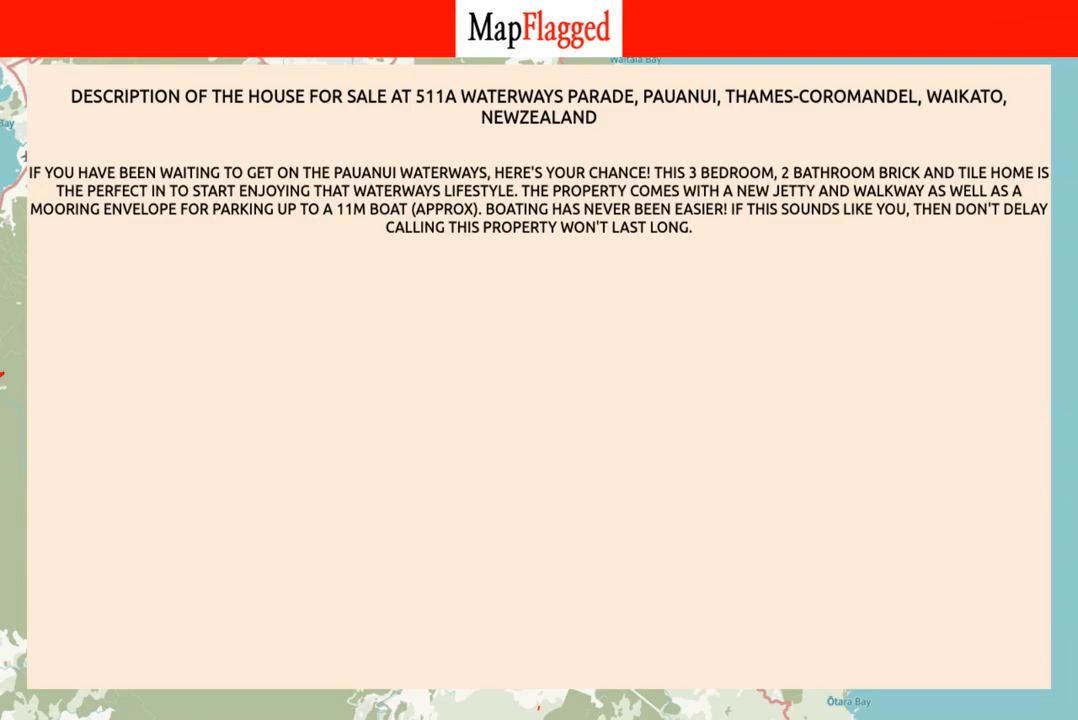 MapFlagged
Waitaia Bay
DESCRIPTION OF THE HOUSE FOR SALE AT 511A WATERWAYS PARADE, PAUANUI, THAMES-COROMANDEL, WAIKATO,
NEWZEALAND
Bay
IF YOU HAVE BEEN WAITING TO GET ON THE PAUANUI WATERWAYS, HERE'S YOUR CHANCE! THIS 3 BEDROOM, 2 BATHROOM BRICK AND TILE HOME IS
THE PERFECT IN TO START ENJOYING THAT WATERWAYS LIFESTYLE. THE PROPERTY COMES WITH A NEW JETTY AND WALKWAY AS WELL AS A
MOORING ENVELOPE FOR PARKING UP TO A 11M BOAT (APPROX). BOATING HAS NEVER BEEN EASIER! IF THIS SOUNDS LIKE YOU, THEN DON'T DELAY
CALLING THIS PROPERTY WON'T LAST LONG.
Ōtara Bay